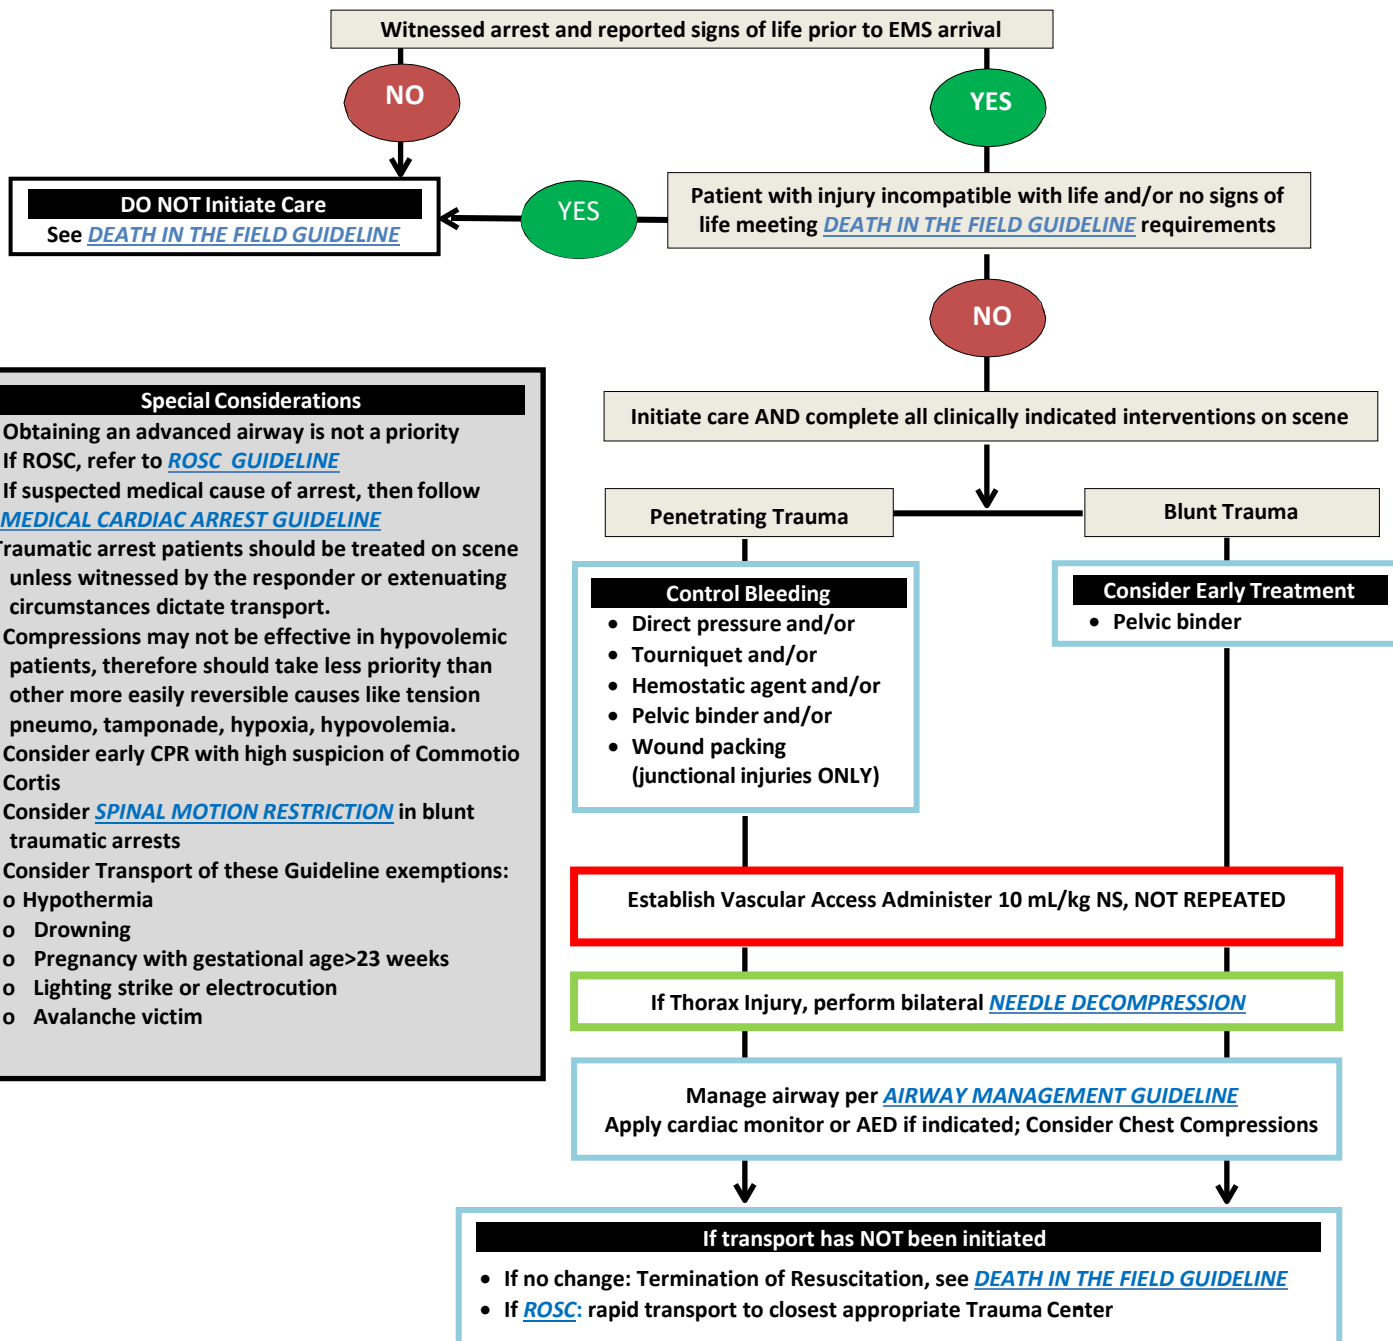 Witnessed arrest and reported signs of life prior to EMS arrival
NO
YES
DO NOT Initiate Care
See DEATH IN THE FIELD GUIDELINE
YES
Patient with injury incompatible with life and/or no signs of
life meeting DEATH IN THE FIELD GUIDELINE requirements
NO
Initiate care AND complete all clinically indicated interventions on scene
Special Considerations
Obtaining an advanced airway is not a priority
If ROSC, refer to ROSC GUIDELINE
If suspected medical cause of arrest, then follow
MEDICAL CARDIAC ARREST GUIDELINE
Traumatic arrest patients should be treated on scene
unless witnessed by the responder or extenuating
circumstances dictate transport.
Compressions may not be effective in hypovolemic
patients, therefore should take less priority than
other more easily reversible causes like tension
pneumo, tamponade, hypoxia, hypovolemia.
Consider early CPR with high suspicion of Commotio
Cortis
Consider SPINAL MOTION RESTRICTION in blunt
traumatic arrests
Consider Transport of these Guideline exemptions:
o Hypothermia
o Drowning
o Pregnancy with gestational age>23 weeks
o Lighting strike or electrocution
o Avalanche victim
Penetrating Trauma
Blunt Trauma
Control Bleeding
• Direct pressure and/or
• Tourniquet and/or
• Hemostatic agent and/or
• Pelvic binder and/or
• Wound packing
(junctional injuries ONLY)
Consider Early Treatment
• Pelvic binder
Establish Vascular Access Administer 10 mL/kg NS, NOT REPEATED
If Thorax Injury, perform bilateral NEEDLE DECOMPRESSION
Manage airway per AIRWAY MANAGEMENT GUIDELINE
Apply cardiac monitor or AED if indicated; Consider Chest Compressions
If transport has NOT been initiated
• If no change: Termination of Resuscitation, see DEATH IN THE FIELD GUIDELINE
• If ROSC: rapid transport to closest appropriate Trauma Center